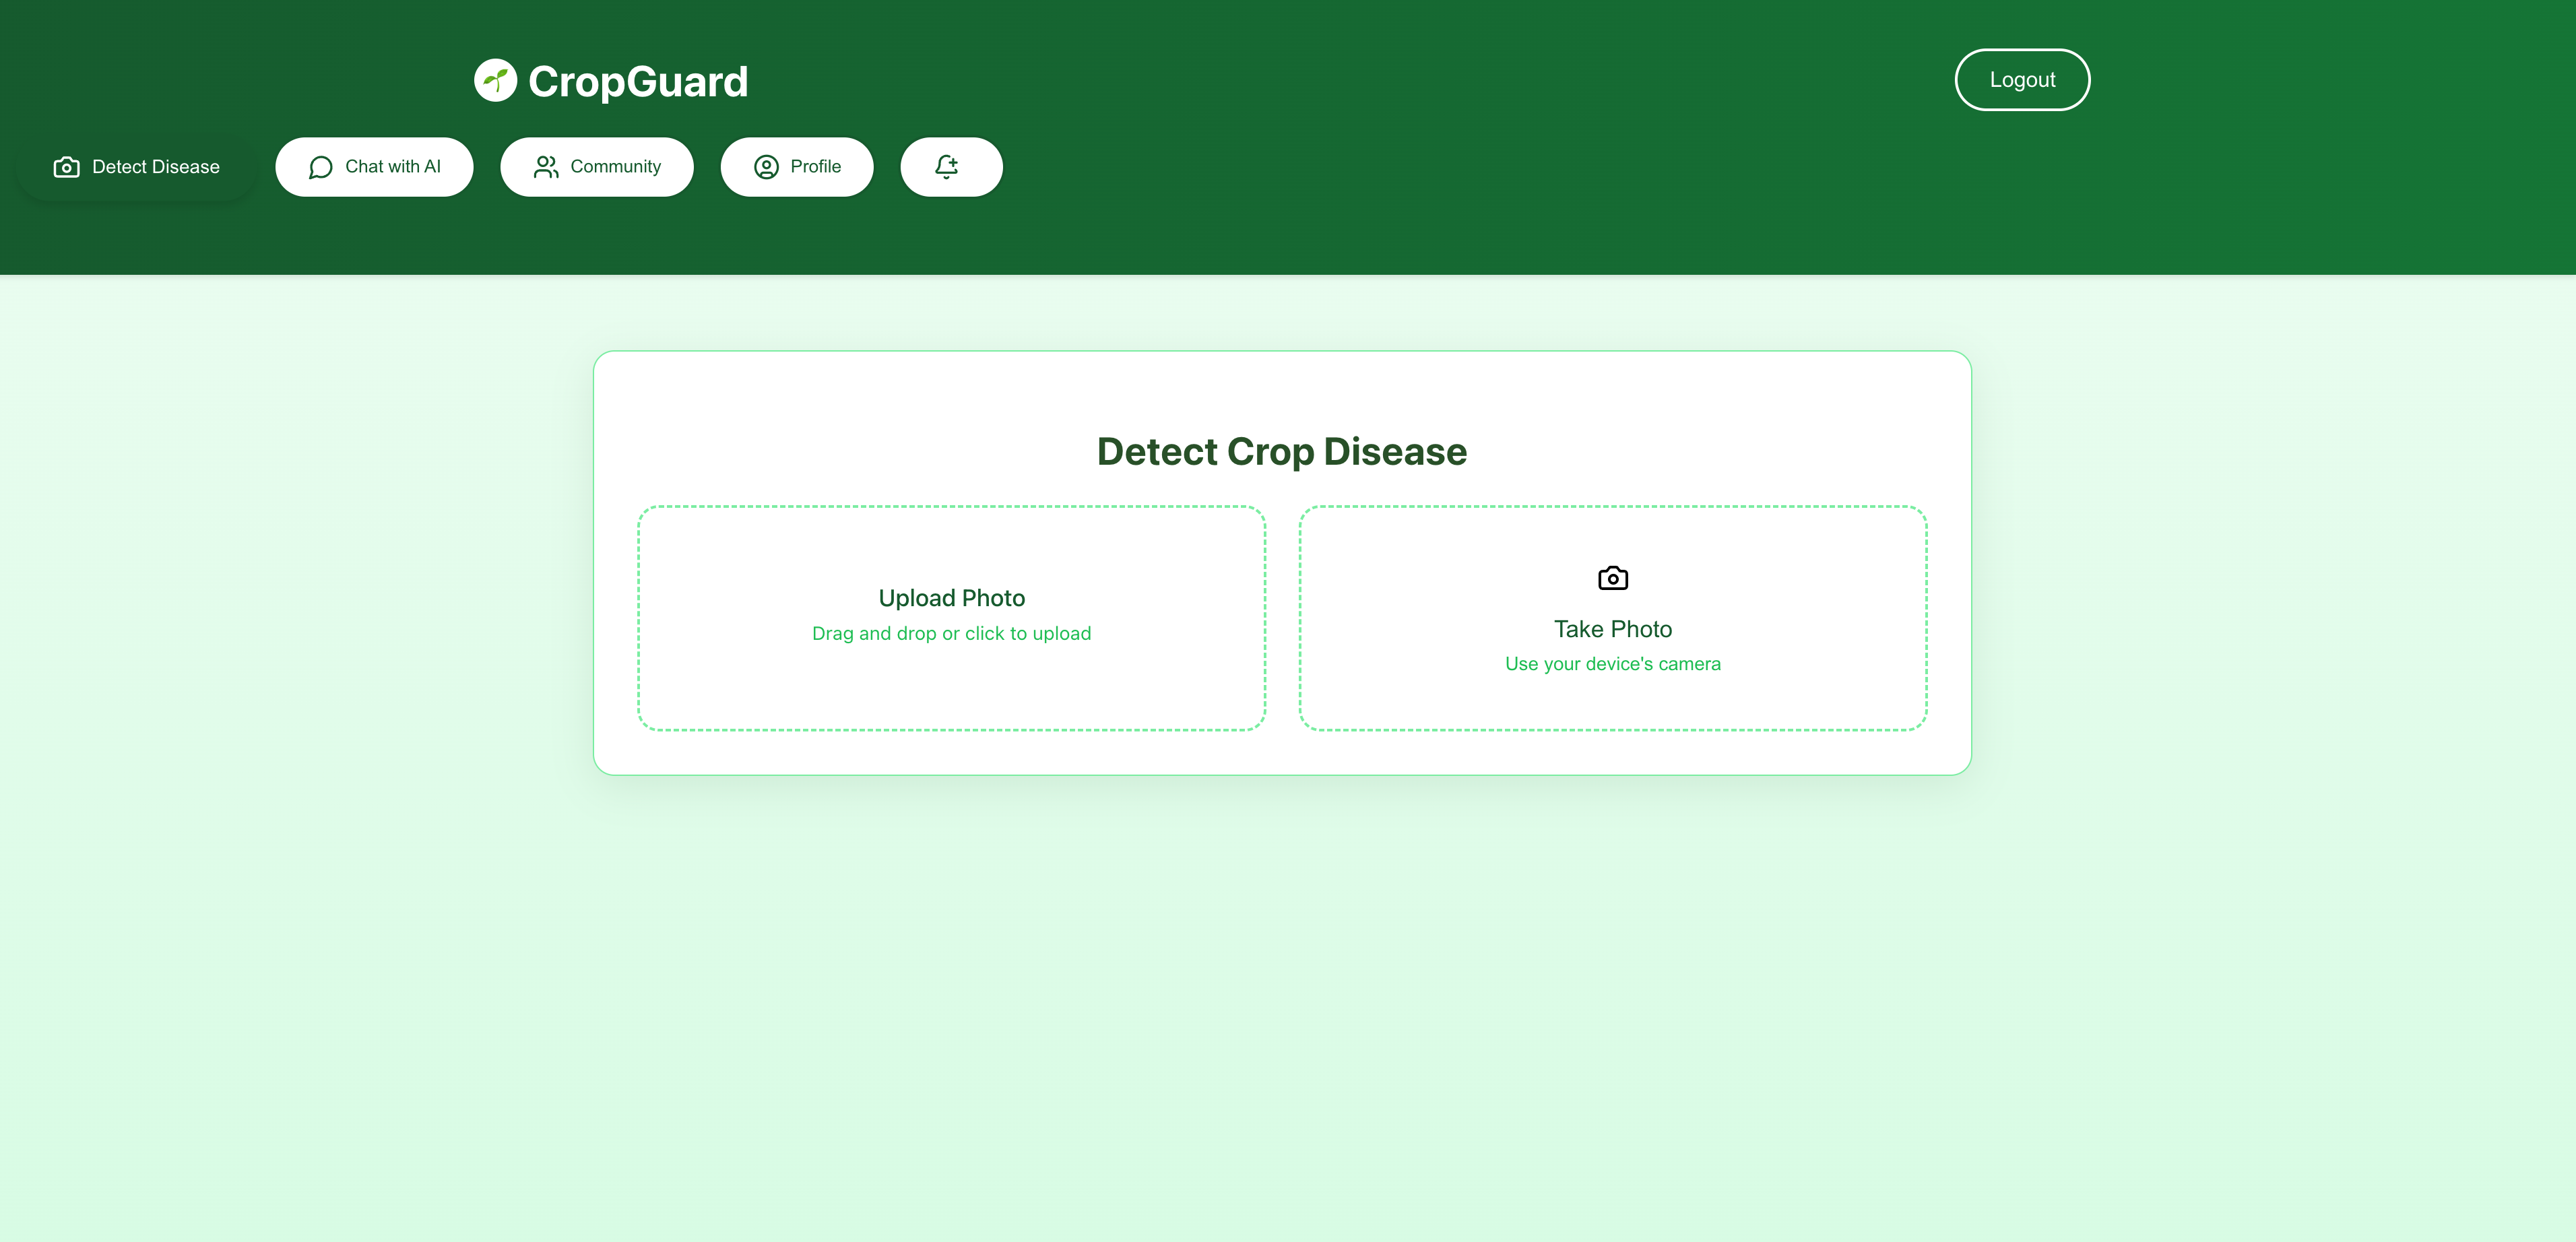 CropGuard
Logout
Detect Disease
Chat with AI
Community
Profile
Detect Crop Disease
Upload Photo
Drag and drop or click to upload
Take Photo
Use your device's camera